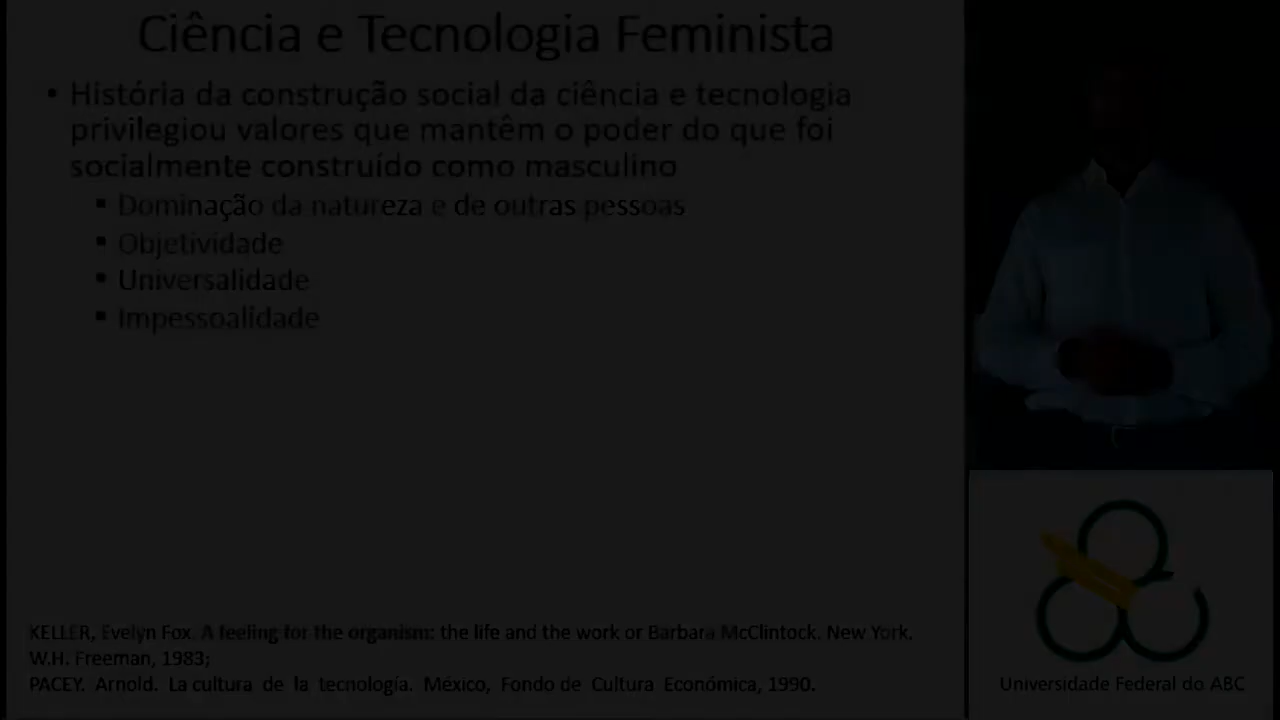 Ciência e Tecnologia Feminista
• História da construção social da ciência e tecnologia
privilegiou valores que mantêm o poder do que foi
socialmente construído como masculino
▪ Dominação da natureza e de outras pessoas
▪ Objetividade
▪ Universalidade
▪ Impessoalidade
KELLER, Evelyn Fox. A feeling for the organism: the life and the work or Barbara McClintock. New York.
W.H. Freeman, 1983;
PACEY. Arnold. La cultura de la tecnología. México, Fondo de Cultura Económica, 1990.
Universidade Federal do ABC